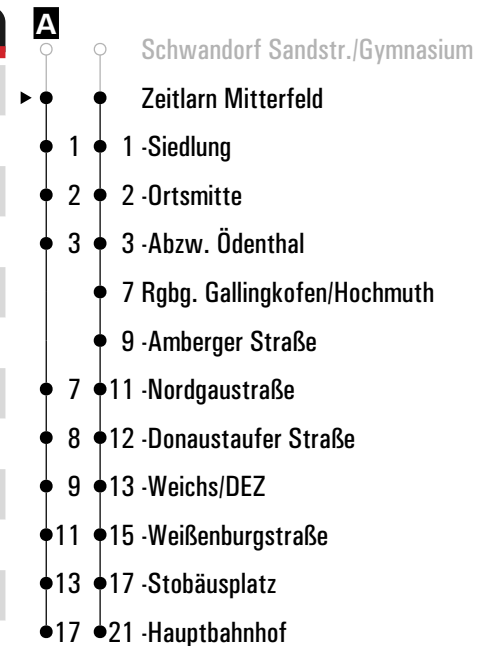 A
Schwandorf Sandstr./Gymnasium
Zeitlarn Mitterfeld
1 1 -Siedlung
2 2 -Ortsmitte
3 3 -Abzw. Ödenthal
7 Rgbg. Gallingkofen/Hochmuth
9 -Amberger Straße
7 11 -Nordgaustraße
8 12 -Donaustaufer Straße
9 13 -Weichs/DEZ
11 15 -Weißenburgstraße
13 17 -Stobäusplatz
17 21 -Hauptbahnhof